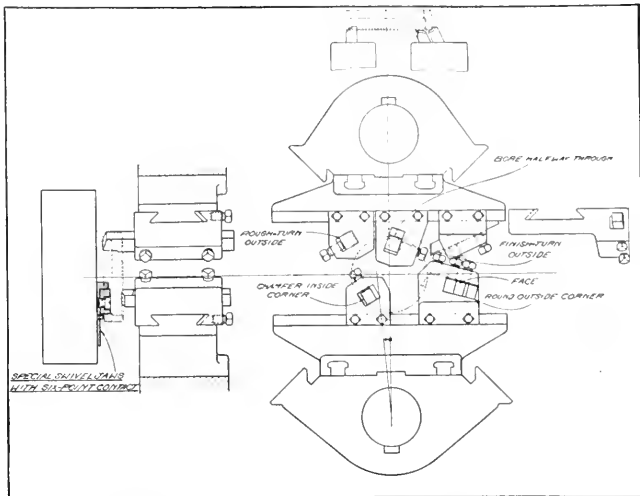 BORE HALFWAY THROUGH
ROUGH-TURN
OUTSIDE
FINISH-TURN
OUTSIDE
CHAMFER INSIDE
CORNER
FACE
ROUND OUTSIDE CORNER
SPECIAL SWIVEL JAWS
WITH SIX-POINT CONTACT